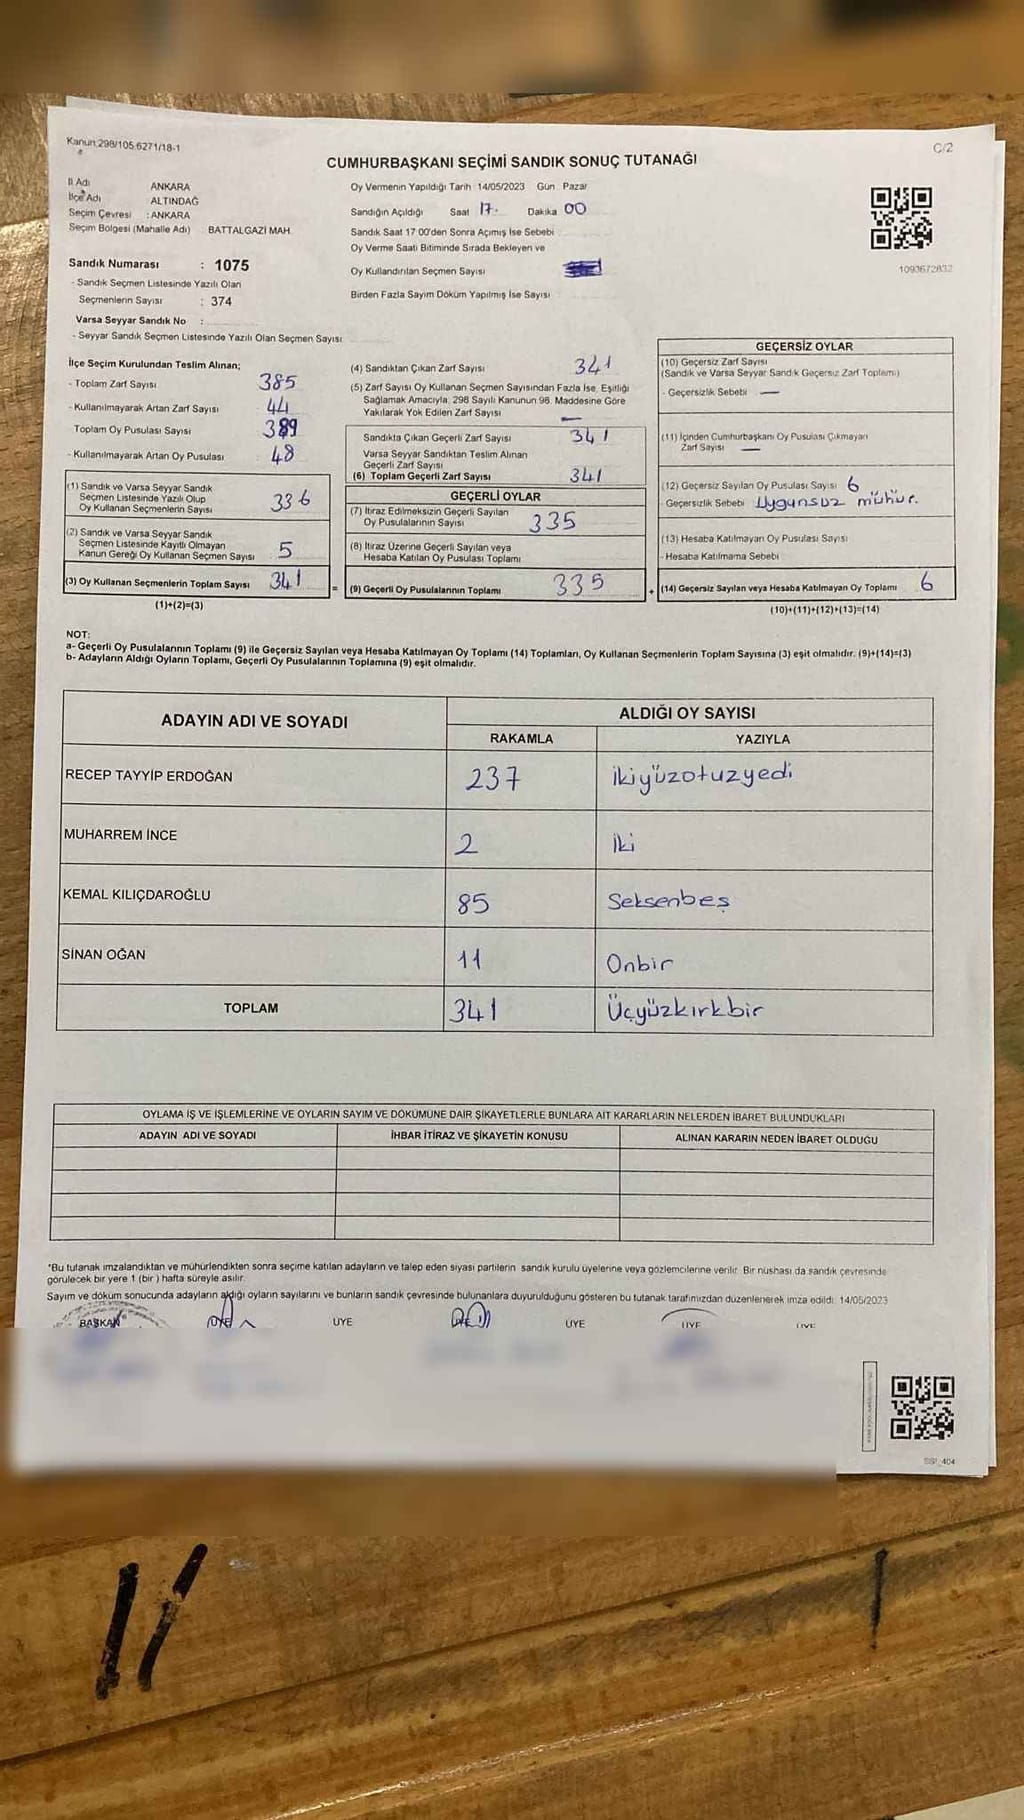 Kanun 298/105 6271/18-1
C/2
CUMHURBAŞKANI SEÇİMİ SANDIK SONUÇ TUTANAĞI
İl Adı ANKARA
İlçe Adı ALTINDAĞ
Seçim Çevresi : ANKARA
Seçim Bölgesi (Mahalle Adı) BATTALGAZİ MAH.
Sandık Numarası : 1075
- Sandık Seçmen Listesinde Yazılı Olan
Seçmenlerin Sayısı : 374
Varsa Seyyar Sandık No :
- Seyyar Sandık Seçmen Listesinde Yazılı Olan Seçmen Sayısı
Oy Vermenin Yapıldığı Tarih 14/05/2023 Gün Pazar
Sandığın Açıldığı Saat 17. Dakika 00
Sandık Saat 17 00'den Sonra Açımış İse Sebebi
Oy Verme Saati Bitiminde Sırada Bekleyen ve
Oy Kullandırılan Seçmen Sayısı
Birden Fazla Sayım Döküm Yapılmış İse Sayısı
1093672832
İlçe Seçim Kurulundan Teslim Alınan;
- Toplam Zarf Sayısı 385
- Kullanılmayarak Artan Zarf Sayısı 44
Toplam Oy Pusulası Sayısı 389
- Kullanılmayarak Artan Oy Pusulası 48
(1) Sandık ve Varsa Seyyar Sandık
Seçmen Listesinde Yazılı Olup
Oy Kullanan Seçmenlerin Sayısı 336
(2) Sandık ve Varsa Seyyar Sandık
Seçmen Listesinde Kayıtlı Olmayan
Kanun Gereği Oy Kullanan Seçmen Sayısı 5
(3) Oy Kullanan Seçmenlerin Toplam Sayısı 341
(1)+(2)=(3)
(4) Sandıktan Çıkan Zarf Sayısı 341
(5) Zarf Sayısı Oy Kullanan Seçmen Sayısından Fazla İse, Eşitliği
Sağlamak Amacıyla, 298 Sayılı Kanunun 98. Maddesine Göre
Yakılarak Yok Edilen Zarf Sayısı —
Sandıkta Çıkan Geçerli Zarf Sayısı 341
Varsa Seyyar Sandıktan Teslim Alınan
Geçerli Zarf Sayısı
(6) Toplam Geçerli Zarf Sayısı 341
GEÇERLİ OYLAR
(7) İtiraz Edilmeksizin Geçerli Sayılan
Oy Pusulalarının Sayısı 335
(8) İtiraz Üzerine Geçerli Sayılan veya
Hesaba Katılan Oy Pusulası Toplamı
= (9) Geçerli Oy Pusulalarının Toplamı 335
GEÇERSİZ OYLAR
(10) Geçersiz Zarf Sayısı
(Sandık ve Varsa Seyyar Sandık Geçersiz Zarf Toplamı)
- Geçersizlik Sebebi —
(11) İçinden Cumhurbaşkanı Oy Pusulası Çıkmayan
Zarf Sayısı —
(12) Geçersiz Sayılan Oy Pusulası Sayısı 6
- Geçersizlik Sebebi Uygunsuz mühür.
(13) Hesaba Katılmayan Oy Pusulası Sayısı
- Hesaba Katılmama Sebebi
+ (14) Geçersiz Sayılan veya Hesaba Katılmayan Oy Toplamı 6
(10)+(11)+(12)+(13)=(14)
NOT:
a- Geçerli Oy Pusulalarının Toplamı (9) ile Geçersiz Sayılan veya Hesaba Katılmayan Oy Toplamı (14) Toplamları, Oy Kullanan Seçmenlerin Toplam Sayısına (3) eşit olmalıdır. (9)+(14)=(3)
b- Adayların Aldığı Oyların Toplamı, Geçerli Oy Pusulalarının Toplamına (9) eşit olmalıdır.
ADAYIN ADI VE SOYADI ALDIĞI OY SAYISI
RAKAMLA YAZIYLA
RECEP TAYYİP ERDOĞAN 237 ikiyüzotuzyedi
MUHARREM İNCE 2 iki
KEMAL KILIÇDAROĞLU 85 Seksenbeş
SİNAN OĞAN 11 Onbir
TOPLAM 341 Üçyüzkırkbir
OYLAMA İŞ VE İŞLEMLERİNE VE OYLARIN SAYIM VE DÖKÜMÜNE DAİR ŞİKAYETLERLE BUNLARA AİT KARARLARIN NELERDEN İBARET BULUNDUKLARI
ADAYIN ADI VE SOYADI İHBAR İTİRAZ VE ŞİKAYETİN KONUSU ALINAN KARARIN NEDEN İBARET OLDUĞU
*Bu tutanak imzalandıktan ve mühürlendikten sonra seçime katılan adayların ve talep eden siyasi partilerin sandık kurulu üyelerine veya gözlemcilerine verilir. Bir nüshası da sandık çevresinde
görülecek bir yere 1 (bir ) hafta süreyle asılır.
Sayım ve döküm sonucunda adayların aldığı oyların sayılarını ve bunların sandık çevresinde bulunanlara duyurulduğunu gösteren bu tutanak tarafımızdan düzenlenerek imza edildi. 14/05/2023
BAŞKAN ÜYE ÜYE ÜYE ÜYE ÜYE ÜYE